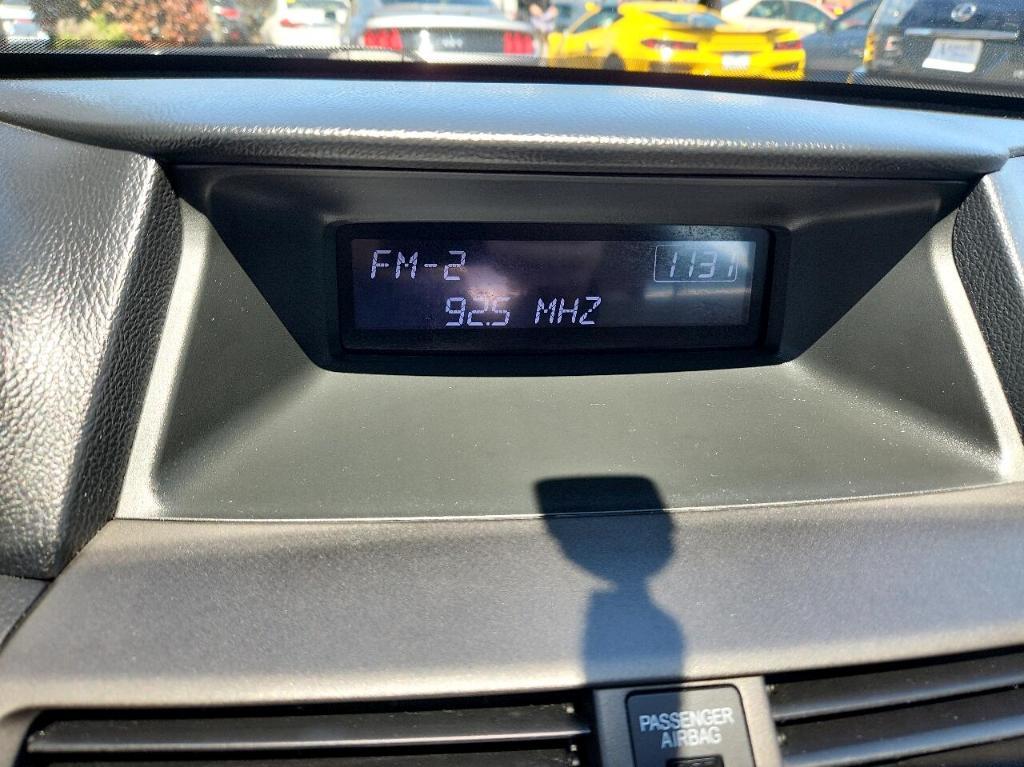 FM-2 1131
92.5 MHZ
PASSENGER
AIRBAG